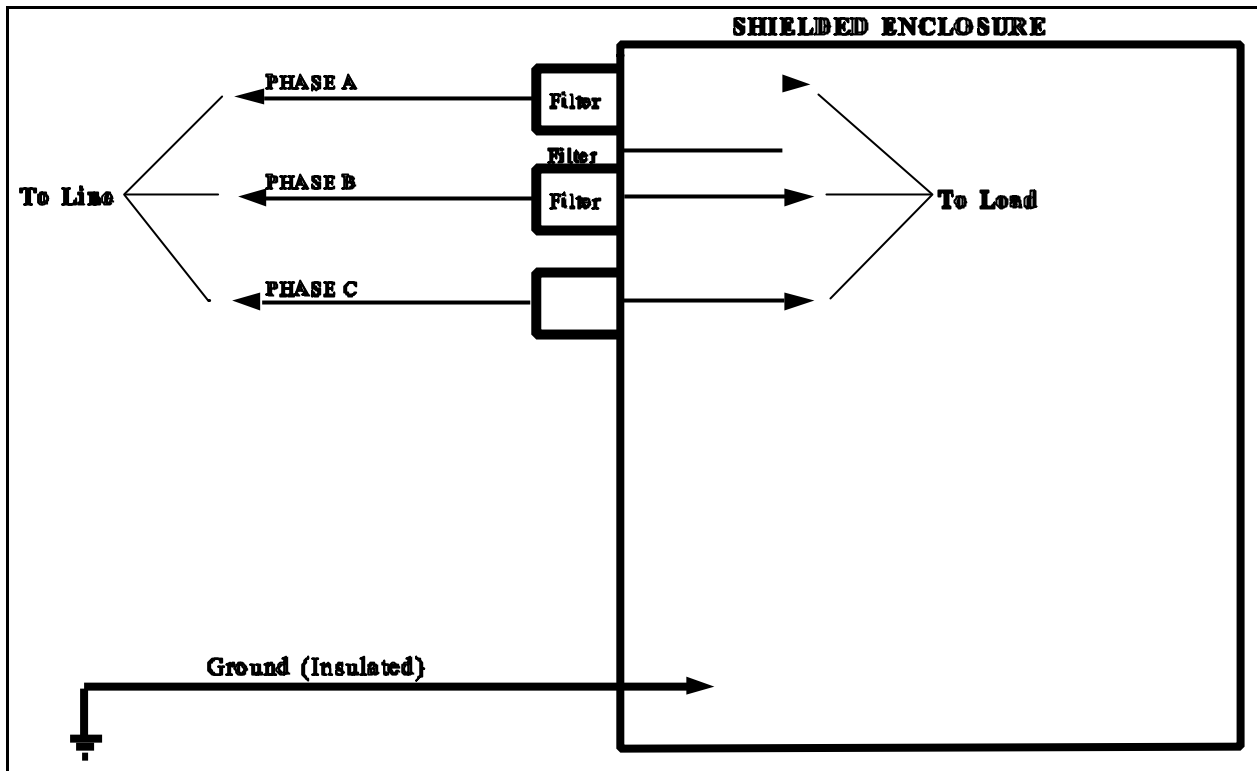 SHIELDED ENCLOSURE
PHASE A
Filter
Filter
PHASE B
Filter
To Line
To Load
PHASE C
Ground (Insulated)